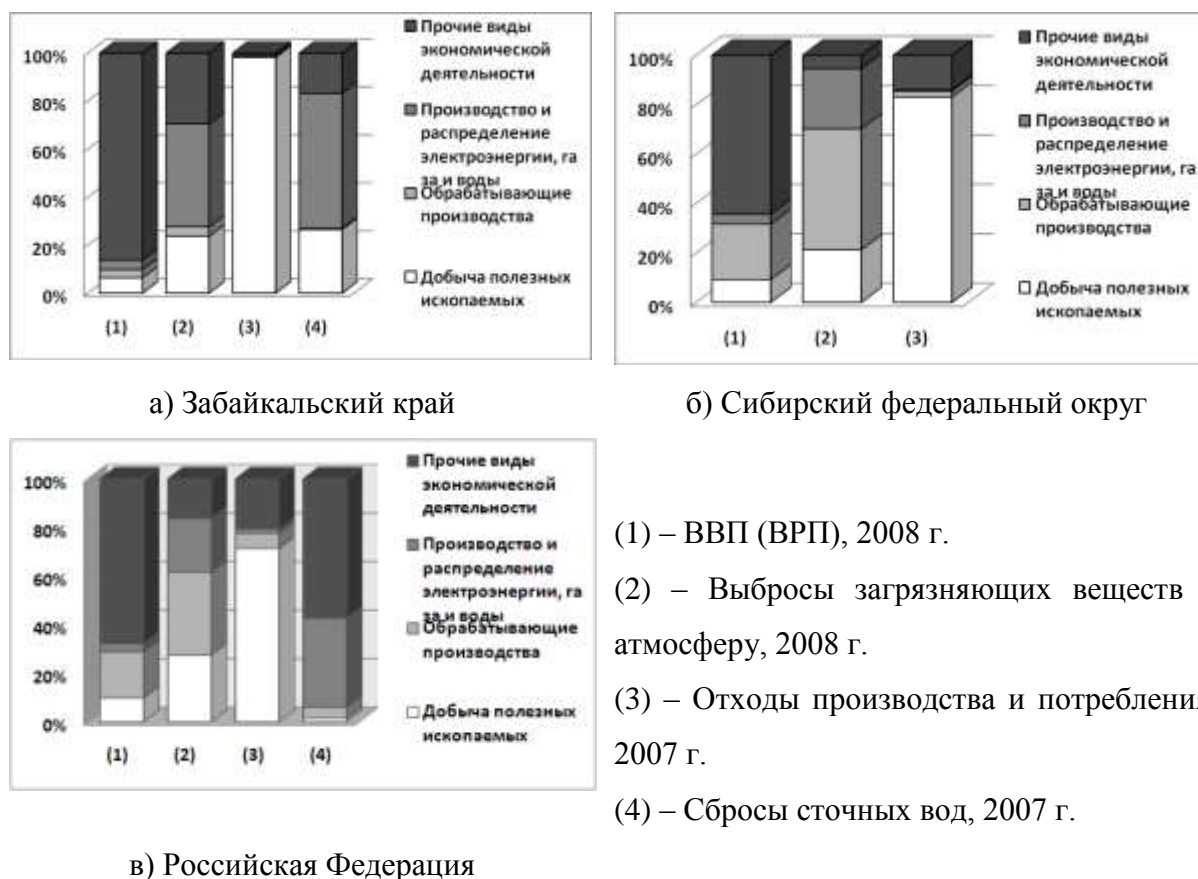 100%
80%
60%
40%
20%
0%
(1) (2) (3) (4)
Прочие виды
экономической
деятельности
Производство и
распределение
электроэнергии, га
за и воды
Обрабатывающие
производства
Добыча полезных
ископаемых
а) Забайкальский край
100%
80%
60%
40%
20%
0%
(1) (2) (3)
Прочие виды
экономической
деятельности
Производство и
распределение
электроэнергии, га
за и воды
Обрабатывающие
производства
Добыча полезных
ископаемых
б) Сибирский федеральный округ
100%
80%
60%
40%
20%
0%
(1) (2) (3) (4)
Прочие виды
экономической
деятельности
Производство и
распределение
электроэнергии, га
за и воды
Обрабатывающие
производства
Добыча полезных
ископаемых
в) Российская Федерация
(1) – ВВП (ВРП), 2008 г.
(2) – Выбросы загрязняющих веществ
атмосферу, 2008 г.
(3) – Отходы производства и потребления
2007 г.
(4) – Сбросы сточных вод, 2007 г.